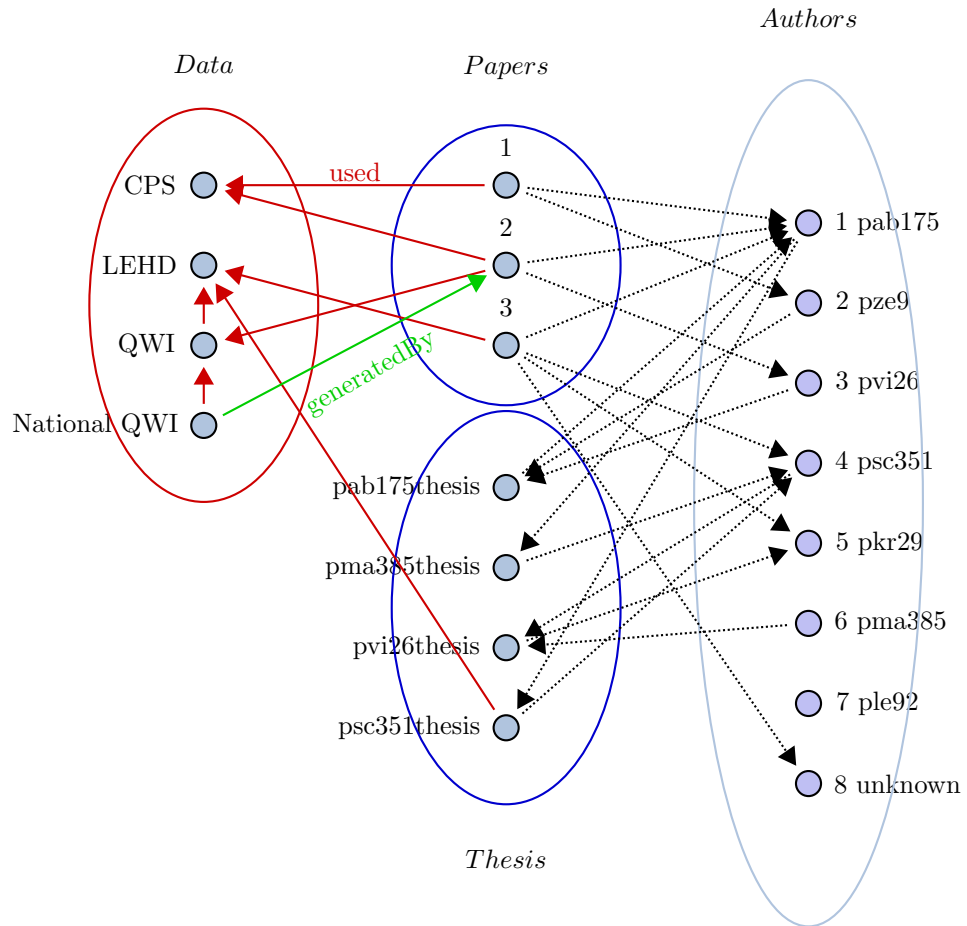 Authors
Data
Papers
1
CPS
used
2
1 pab175
LEHD
2 pze9
3
QWI
generatedBy
3 pvi26
National QWI
4 psc351
pab175thesis
5 pkr29
pma385thesis
6 pma385
pvi26thesis
7 ple92
psc351thesis
8 unknown
Thesis